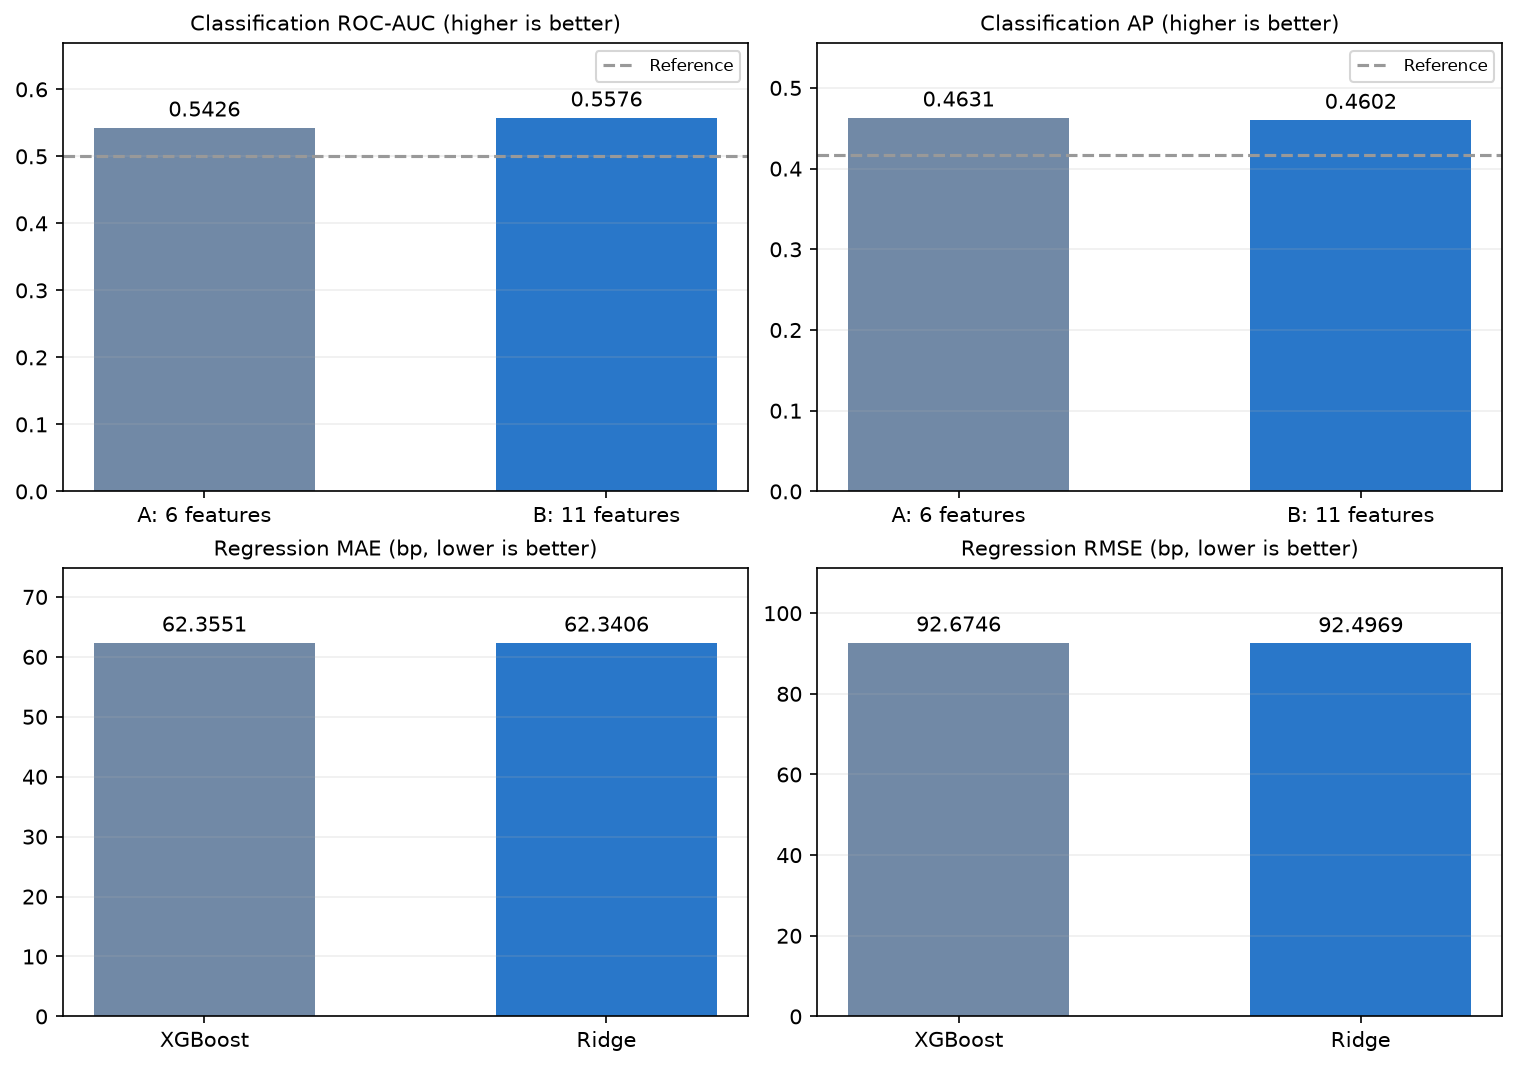 Classification ROC-AUC (higher is better)
Reference
0.5426
0.5576
0.6
0.5
0.4
0.3
0.2
0.1
0.0
A: 6 features
B: 11 features
Classification AP (higher is better)
Reference
0.4631
0.4602
0.5
0.4
0.3
0.2
0.1
0.0
A: 6 features
B: 11 features
Regression MAE (bp, lower is better)
62.3551
62.3406
70
60
50
40
30
20
10
0
XGBoost
Ridge
Regression RMSE (bp, lower is better)
92.6746
92.4969
100
80
60
40
20
0
XGBoost
Ridge